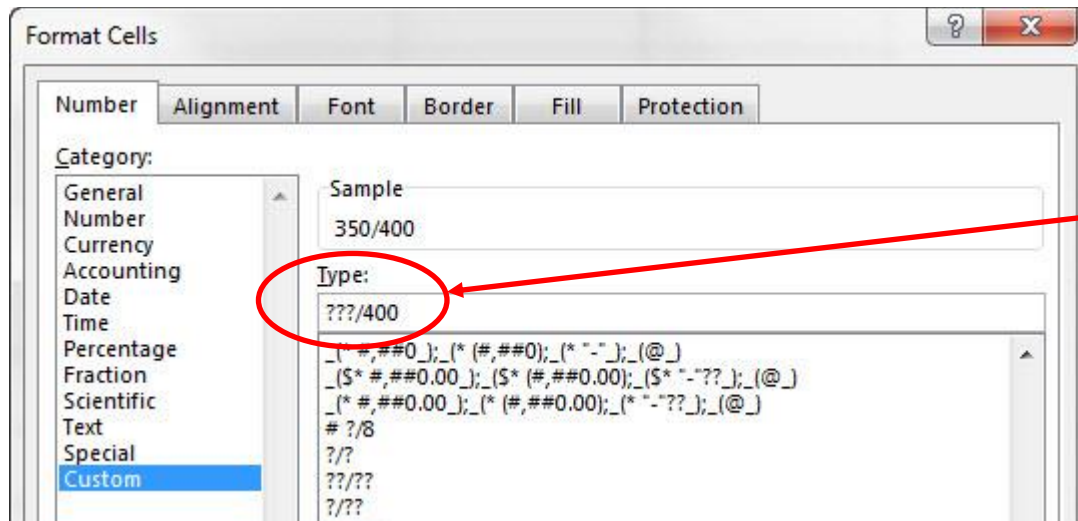 Format Cells
Number Alignment Font Border Fill Protection
Category:
General
Number
Currency
Accounting
Date
Time
Percentage
Fraction
Scientific
Text
Special
Custom
Sample
350/400
Type:
???/400
_(* #,##0_);_(* (#,##0);_(* "-"_);_(@_)
_($* #,##0.00_);_($* (#,##0.00);_($* "-"??_);_(@_)
_(* #,##0.00_);_(* (#,##0.00);_(* "-"??_);_(@_)
# ?/8
?/?
??/??
?/??